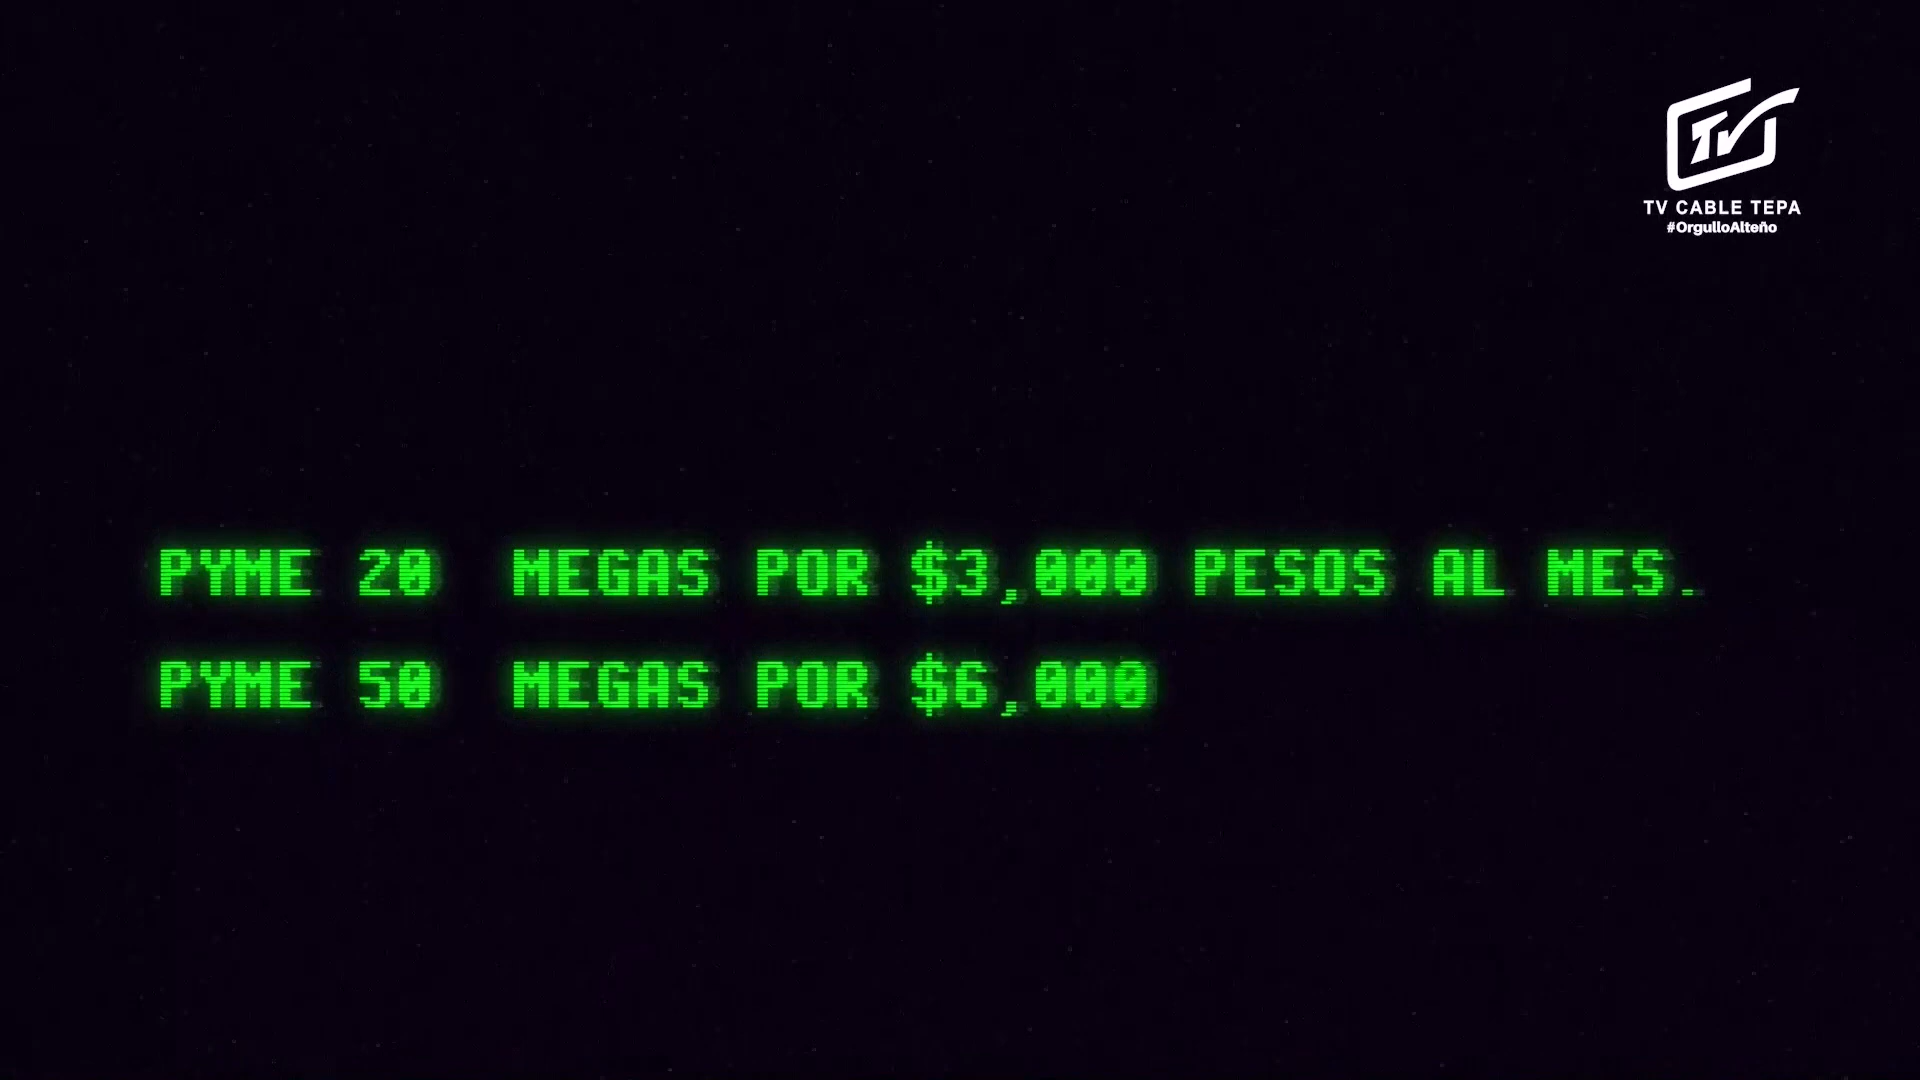 TV
TV CABLE TEPA
#OrgulloAlteño
PYME 20 MEGAS POR $3,000 PESOS AL MES.
PYME 50 MEGAS POR $6,000